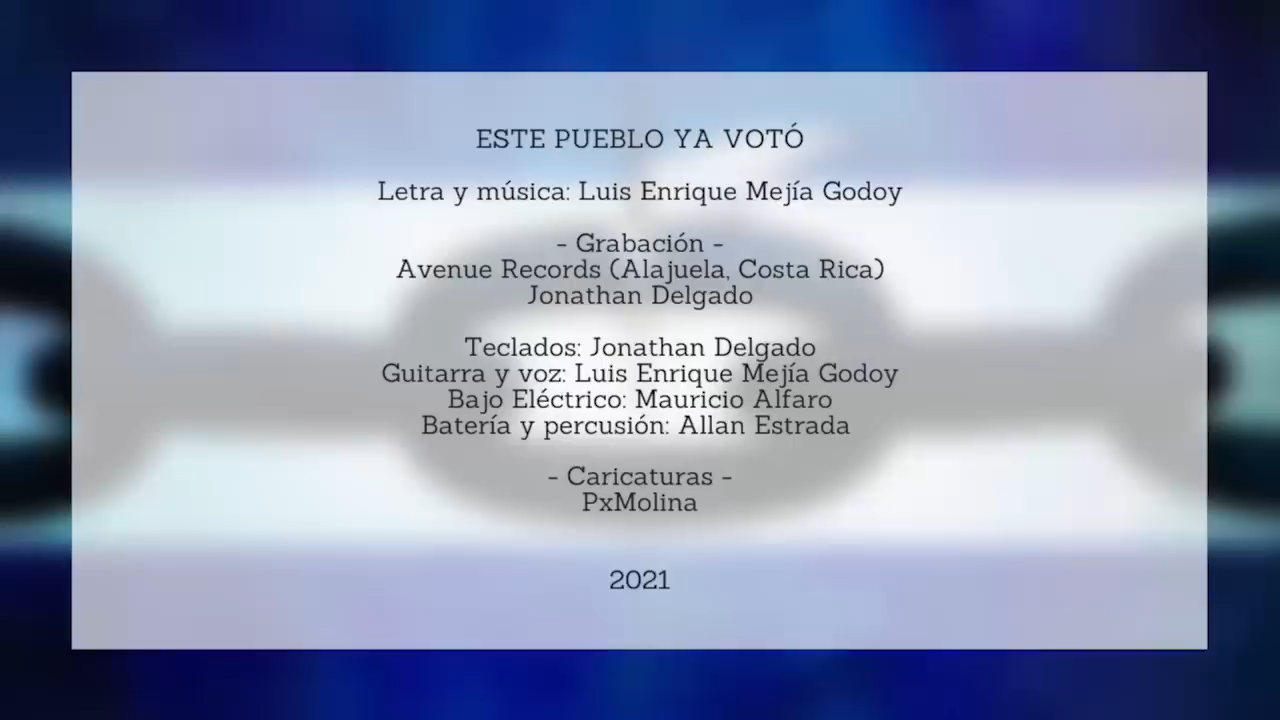 ESTE PUEBLO YA VOTÓ
Letra y música: Luis Enrique Mejía Godoy
- Grabación -
Avenue Records (Alajuela, Costa Rica)
Jonathan Delgado
Teclados: Jonathan Delgado
Guitarra y voz: Luis Enrique Mejía Godoy
Bajo Eléctrico: Mauricio Alfaro
Batería y percusión: Allan Estrada
- Caricaturas -
PxMolina
2021